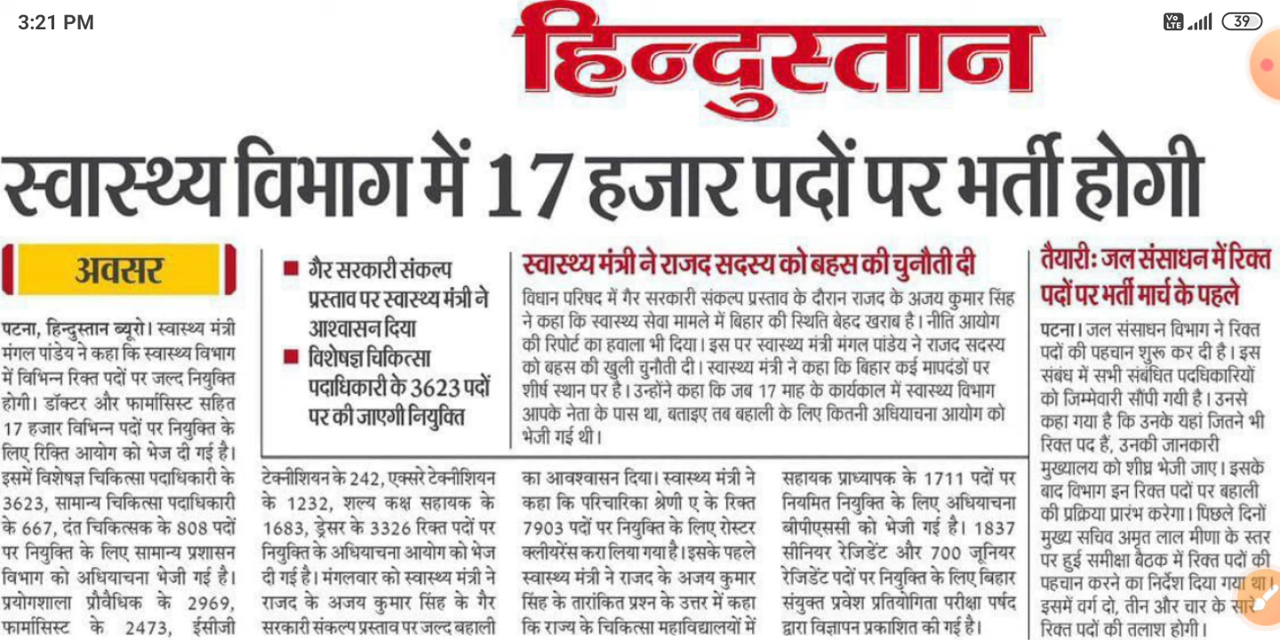 3:21 PM
Vo LTE
39
हिन्दुस्तान
स्वास्थ्य विभाग में 17 हजार पदों पर भर्ती होगी
अवसर
पटना, हिन्दुस्तान ब्यूरो। स्वास्थ्य मंत्री
मंगल पांडेय ने कहा कि स्वास्थ्य विभाग
में विभिन्न रिक्त पदों पर जल्द नियुक्ति
होगी। डॉक्टर और फार्मासिस्ट सहित
17 हजार विभिन्न पदों पर नियुक्ति के
लिए रिक्ति आयोग को भेज दी गई है।
इसमें विशेषज्ञ चिकित्सा पदाधिकारी के
3623, सामान्य चिकित्सा पदाधिकारी
के 667, दंत चिकित्सक के 808 पदों
पर नियुक्ति के लिए सामान्य प्रशासन
विभाग को अधियाचना भेजी गई है।
प्रयोगशाला प्रौवैधिक के 2969,
फार्मासिस्ट के 2473, ईसीजी
गैर सरकारी संकल्प
प्रस्ताव पर स्वास्थ्य मंत्री ने
आश्वासन दिया
विशेषज्ञ चिकित्सा
पदाधिकारी के 3623 पदों
पर की जाएगी नियुक्ति
स्वास्थ्य मंत्री ने राजद सदस्य को बहस की चुनौती दी
विधान परिषद में गैर सरकारी संकल्प प्रस्ताव के दौरान राजद के अजय कुमार सिंह
ने कहा कि स्वास्थ्य सेवा मामले में बिहार की स्थिति बेहद खराब है। नीति आयोग
की रिपोर्ट का हवाला भी दिया। इस पर स्वास्थ्य मंत्री मंगल पांडेय ने राजद सदस्य
को बहस की खुली चुनौती दी। स्वास्थ्य मंत्री ने कहा कि बिहार कई मापदंडों पर
शीर्ष स्थान पर है। उन्होंने कहा कि जब 17 माह के कार्यकाल में स्वास्थ्य विभाग
आपके नेता के पास था, बताइए तब बहाली के लिए कितनी अधियाचना आयोग को
भेजी गई थी।
टेक्नीशियन के 242, एक्सरे टेक्नीशियन
के 1232, शल्य कक्ष सहायक के
1683, ड्रेसर के 3326 रिक्त पदों पर
नियुक्ति के अधियाचना आयोग को भेज
दी गई है। मंगलवार को स्वास्थ्य मंत्री ने
राजद के अजय कुमार सिंह के गैर
सरकारी संकल्प प्रस्ताव पर जल्द बहाली
का आवश्वासन दिया। स्वास्थ्य मंत्री ने
कहा कि परिचारिका श्रेणी ए के रिक्त
7903 पदों पर नियुक्ति के लिए रोस्टर
क्लीयरेंस करा लिया गया है। इसके पहले
स्वास्थ्य मंत्री ने राजद के अजय कुमार
सिंह के तारांकित प्रश्न के उत्तर में कहा
कि राज्य के चिकित्सा महाविद्यालयों में
सहायक प्राध्यापक के 1711 पदों पर
नियमित नियुक्ति के लिए अधियाचना
बीपीएससी को भेजी गई है। 1837
सीनियर रेजिडेंट और 700 जूनियर
रेजिडेंट पदों पर नियुक्ति के लिए बिहार
संयुक्त प्रवेश प्रतियोगिता परीक्षा पर्षद
द्वारा विज्ञापन प्रकाशित की गई है।
तैयारी: जल संसाधन में रिक्त
पदों पर भर्ती मार्च के पहले
पटना। जल संसाधन विभाग ने रिक्त
पदों की पहचान शुरू कर दी है। इस
संबंध में सभी संबंधित पदधिकारियों
को जिम्मेवारी सौंपी गयी है। उनसे
कहा गया है कि उनके यहां जितने भी
रिक्त पद हैं, उनकी जानकारी
मुख्यालय को शीघ्र भेजी जाए। इसके
बाद विभाग इन रिक्त पदों पर बहाली
की प्रक्रिया प्रारंभ करेगा। पिछले दिनों
मुख्य सचिव अमृत लाल मीणा के स्तर
पर हुई समीक्षा बैठक में रिक्त पदों की
पहचान करने का निर्देश दिया गया था।
इसमें वर्ग दो, तीन और चार के सारे
रिक्त पदों की तलाश होगी।